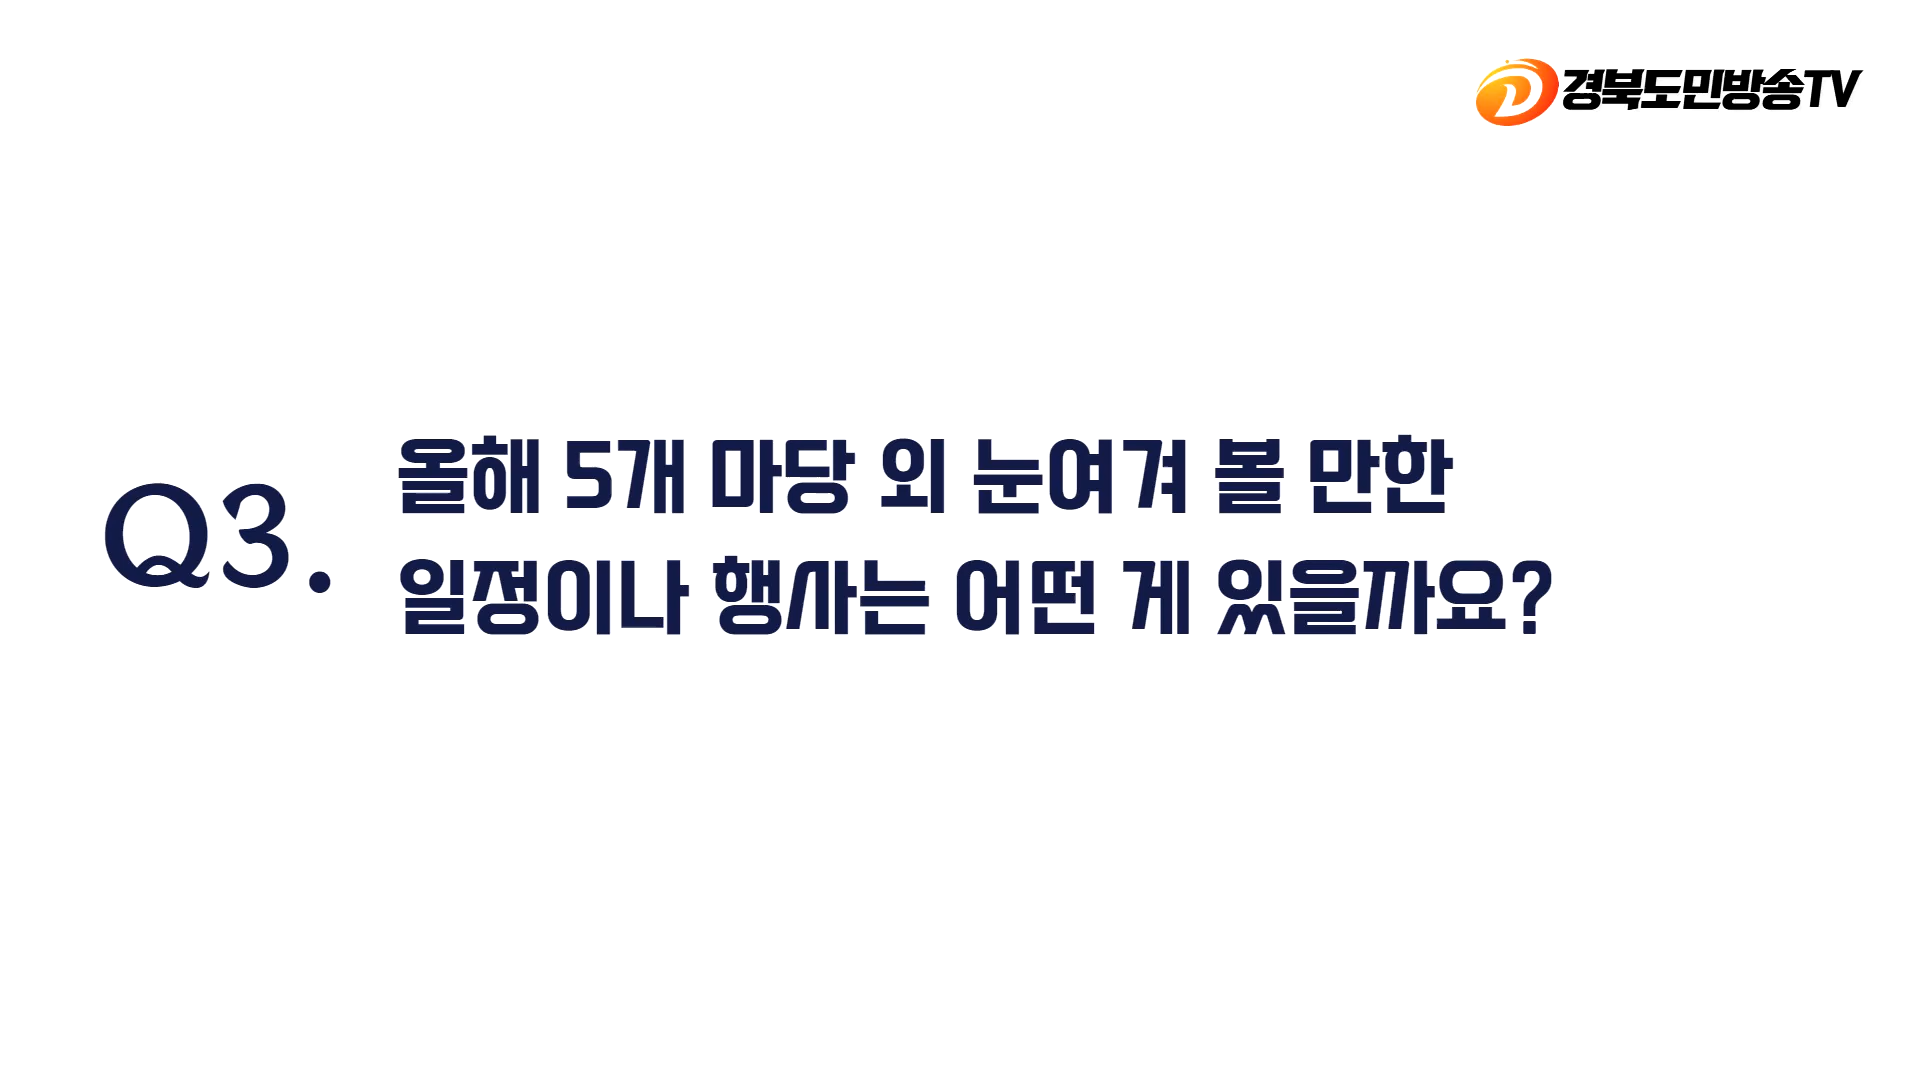 경북도민방송TV
Q3.
올해 5개 마당 외 눈여겨 볼 만한
일정이나 행사는 어떤 게 있을까요?